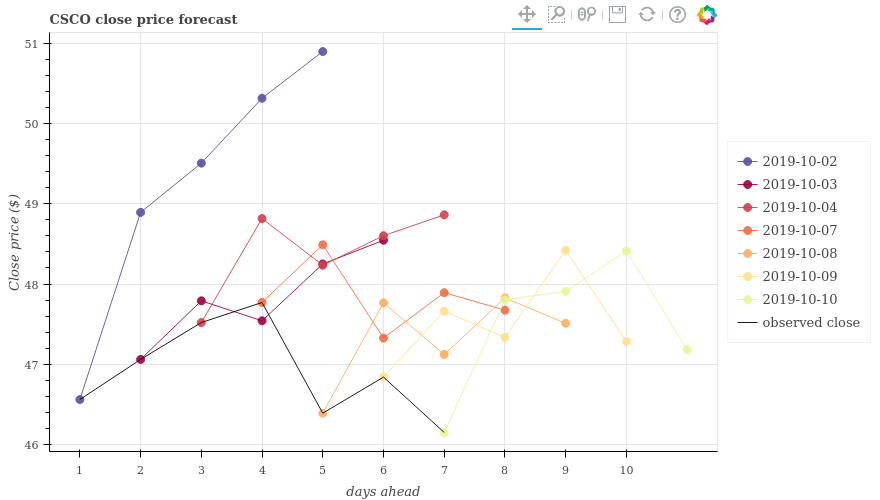 CSCO close price forecast
51
50
49
48
47
46
Close price ($)
1 2 3 4 5 6 7 8 9 10
days ahead
2019-10-02
2019-10-03
2019-10-04
2019-10-07
2019-10-08
2019-10-09
2019-10-10
observed close